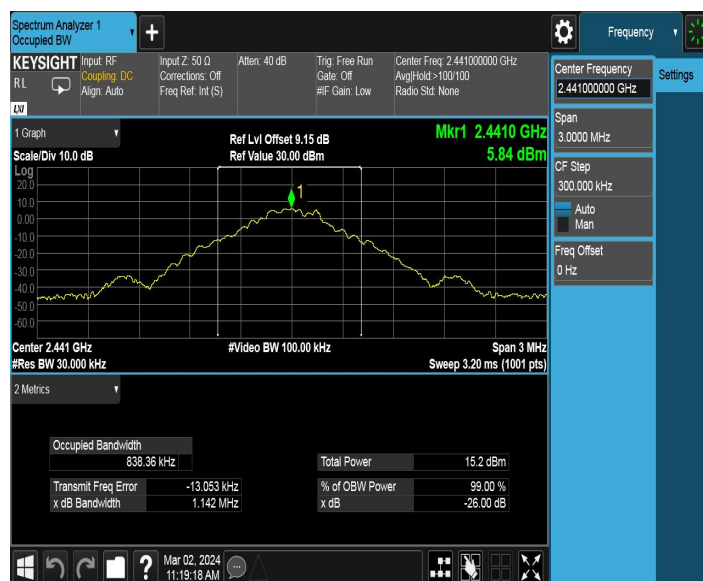 Spectrum Analyzer 1
Occupied BW
+
Frequency
KEYSIGHT
RL
LXI
Input: RF
Coupling: DC
Align: Auto
Input Z: 50 Ω
Corrections: Off
Freq Ref: Int (S)
Atten: 40 dB
Trig: Free Run
Gate: Off
#IF Gain: Low
Center Freq: 2.441000000 GHz
Avg|Hold:>100/100
Radio Std: None
Center Frequency
2.441000000 GHz
Settings
Span
3.0000 MHz
CF Step
300.000 kHz
Auto
Man
Freq Offset
0 Hz
1 Graph
Scale/Div 10.0 dB
Ref Lvl Offset 9.15 dB
Ref Value 30.00 dBm
Mkr1 2.4410 GHz
5.84 dBm
Log
20.0
10.0
0.00
-10.0
-20.0
-30.0
-40.0
-50.0
-60.0
1
Center 2.441 GHz
#Video BW 100.00 kHz
Span 3 MHz
#Res BW 30.000 kHz
Sweep 3.20 ms (1001 pts)
2 Metrics
Occupied Bandwidth
838.36 kHz
Total Power 15.2 dBm
Transmit Freq Error -13.053 kHz
% of OBW Power 99.00 %
x dB Bandwidth 1.142 MHz
x dB -26.00 dB
?
Mar 02, 2024
11:19:18 AM